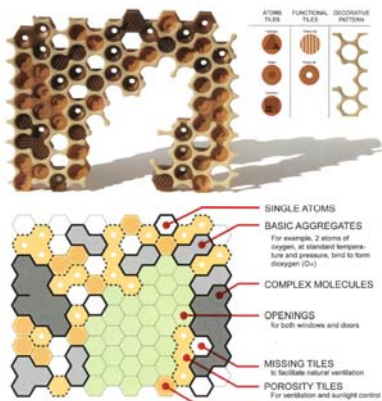 ATOMS
TILES
FUNCTIONAL
TILES
DECORATIVE
PATTERN
SINGLE ATOMS
BASIC AGGREGATES
For example, 2 atoms of
oxygen, at standard tempera-
ture and pressure, bind to form
dioxygen (O₂)
COMPLEX MOLECULES
OPENINGS
for both windows and doors
MISSING TILES
to facilitate natural ventilation
POROSITY TILES
For ventilation and sunlight control